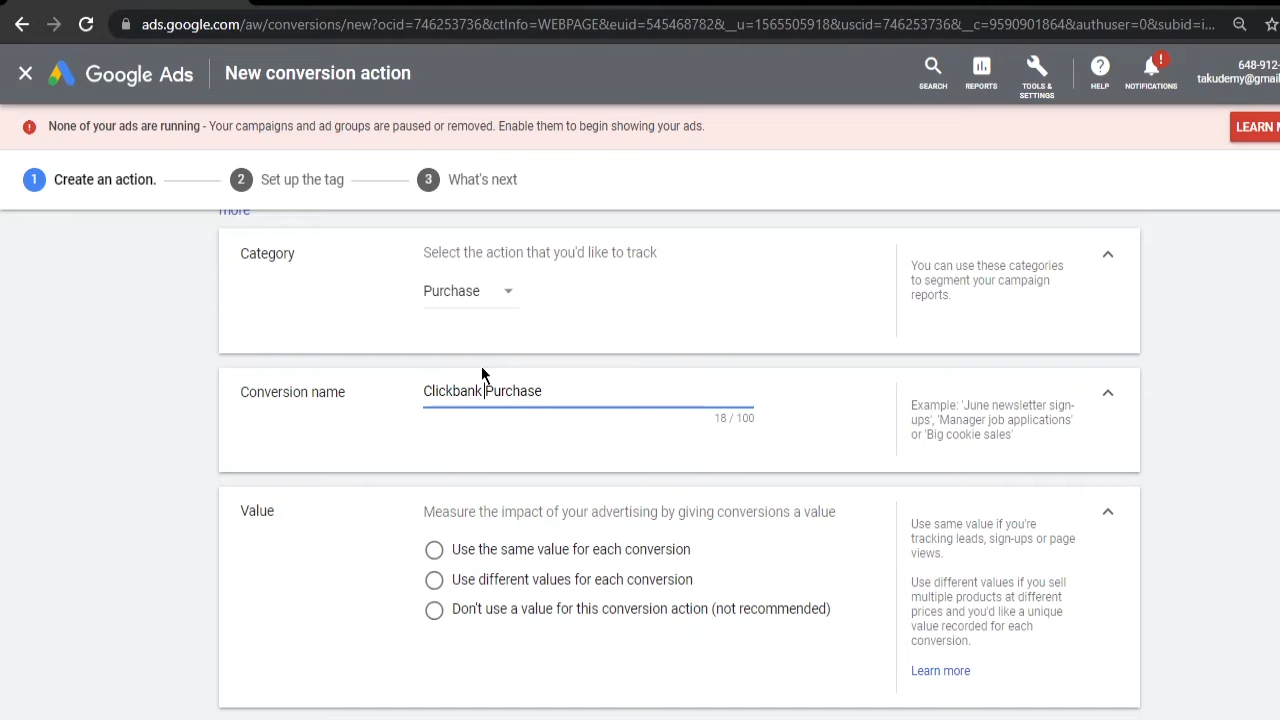 ads.google.com/aw/conversions/new?ocid=746253736&ctInfo=WEBPAGE&euid=545468782&__u=1565505918&uscid=746253736&__c=9590901864&authuser=0&subid=i...
Google Ads
New conversion action
SEARCH
REPORTS
TOOLS &
SETTINGS
HELP
!
NOTIFICATIONS
648-912-
takudemy@gmail
! None of your ads are running - Your campaigns and ad groups are paused or removed. Enable them to begin showing your ads.
LEARN M
1 Create an action.
2 Set up the tag
3 What's next
more
Category
Select the action that you'd like to track
Purchase
You can use these categories
to segment your campaign
reports.
Conversion name
Clickbank Purchase
18 / 100
Example: 'June newsletter sign-
ups', 'Manager job applications'
or 'Big cookie sales'
Value
Measure the impact of your advertising by giving conversions a value
Use the same value for each conversion
Use different values for each conversion
Don't use a value for this conversion action (not recommended)
Use same value if you're
tracking leads, sign-ups or page
views.
Use different values if you sell
multiple products at different
prices and you'd like a unique
value recorded for each
conversion.
Learn more